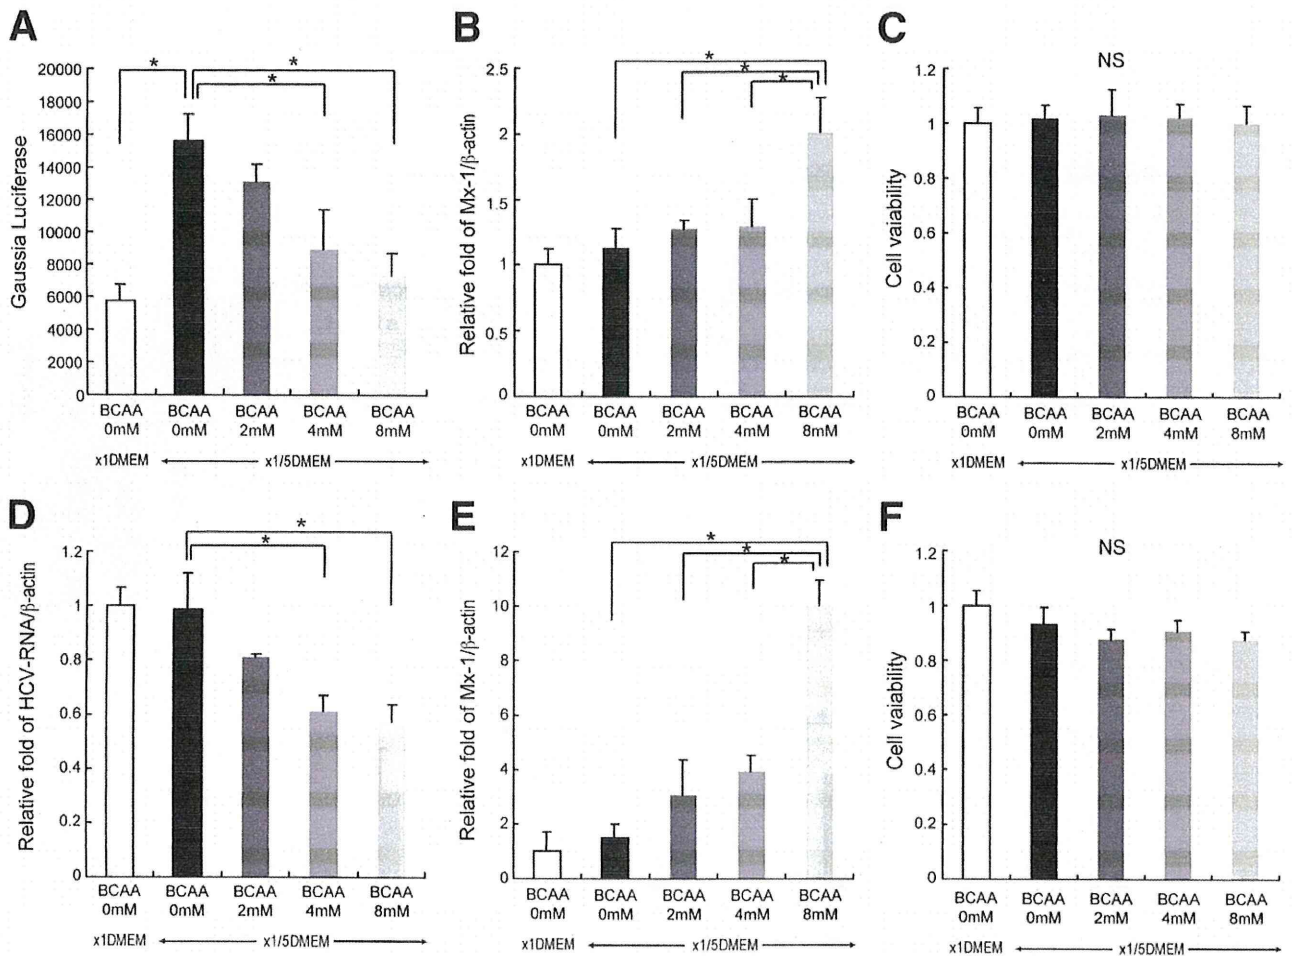 A
*
*
*
Gaussia Luciferase
20000
18000
16000
14000
12000
10000
8000
6000
4000
2000
0
BCAA BCAA BCAA BCAA BCAA
0mM 0mM 2mM 4mM 8mM
x1DMEM x1/5DMEM
B
*
*
*
Relative fold of Mx-1/β-actin
2.5
2
1.5
1
0.5
0
BCAA BCAA BCAA BCAA BCAA
0mM 0mM 2mM 4mM 8mM
x1DMEM x1/5DMEM
C
NS
Cell vaiability
1.2
1
0.8
0.6
0.4
0.2
0
BCAA BCAA BCAA BCAA BCAA
0mM 0mM 2mM 4mM 8mM
x1DMEM x1/5DMEM
D
*
*
Relative fold of HCV-RNA/β-actin
1.2
1
0.8
0.6
0.4
0.2
0
BCAA BCAA BCAA BCAA BCAA
0mM 0mM 2mM 4mM 8mM
x1DMEM x1/5DMEM
E
*
*
*
Relative fold of Mx-1/β-actin
12
10
8
6
4
2
0
BCAA BCAA BCAA BCAA BCAA
0mM 0mM 2mM 4mM 8mM
x1DMEM x1/5DMEM
F
NS
Cell vaiability
1.2
1
0.8
0.6
0.4
0.2
0
BCAA BCAA BCAA BCAA BCAA
0mM 0mM 2mM 4mM 8mM
x1DMEM x1/5DMEM